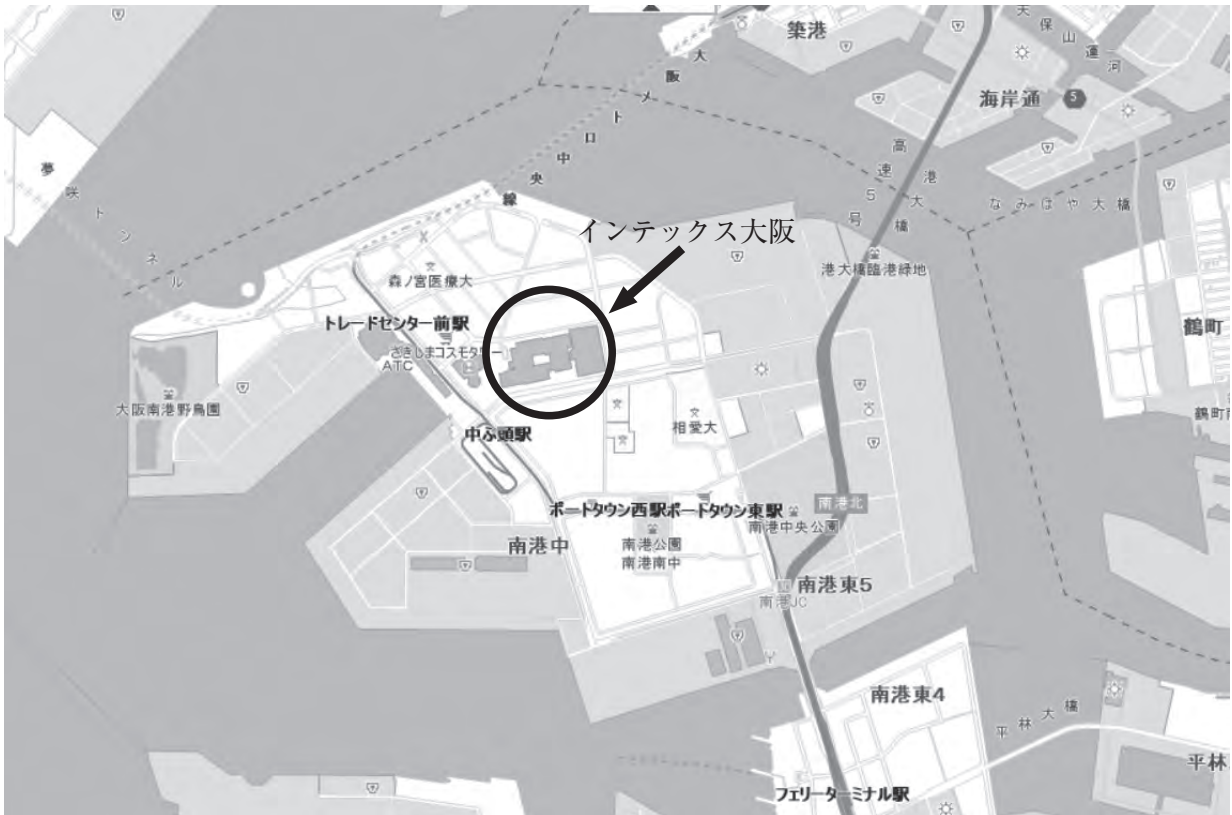 築港
天保山運河
大阪メトロ中央線
海岸通
5
夢咲トンネル
高速5号
港大橋
なみはや大橋
インテックス大阪
港大橋臨港緑地
森ノ宮医療大
トレードセンター前駅
さきしまコスモタワー
ATC
鶴町
大阪南港野鳥園
鶴町南
中ふ頭駅
相愛大
ポートタウン西駅
ポートタウン東駅
南港北
南港中央公園
南港中
南港公園
南港南中
南港東5
南港JC
南港東4
平林大橋
平林
フェリーターミナル駅